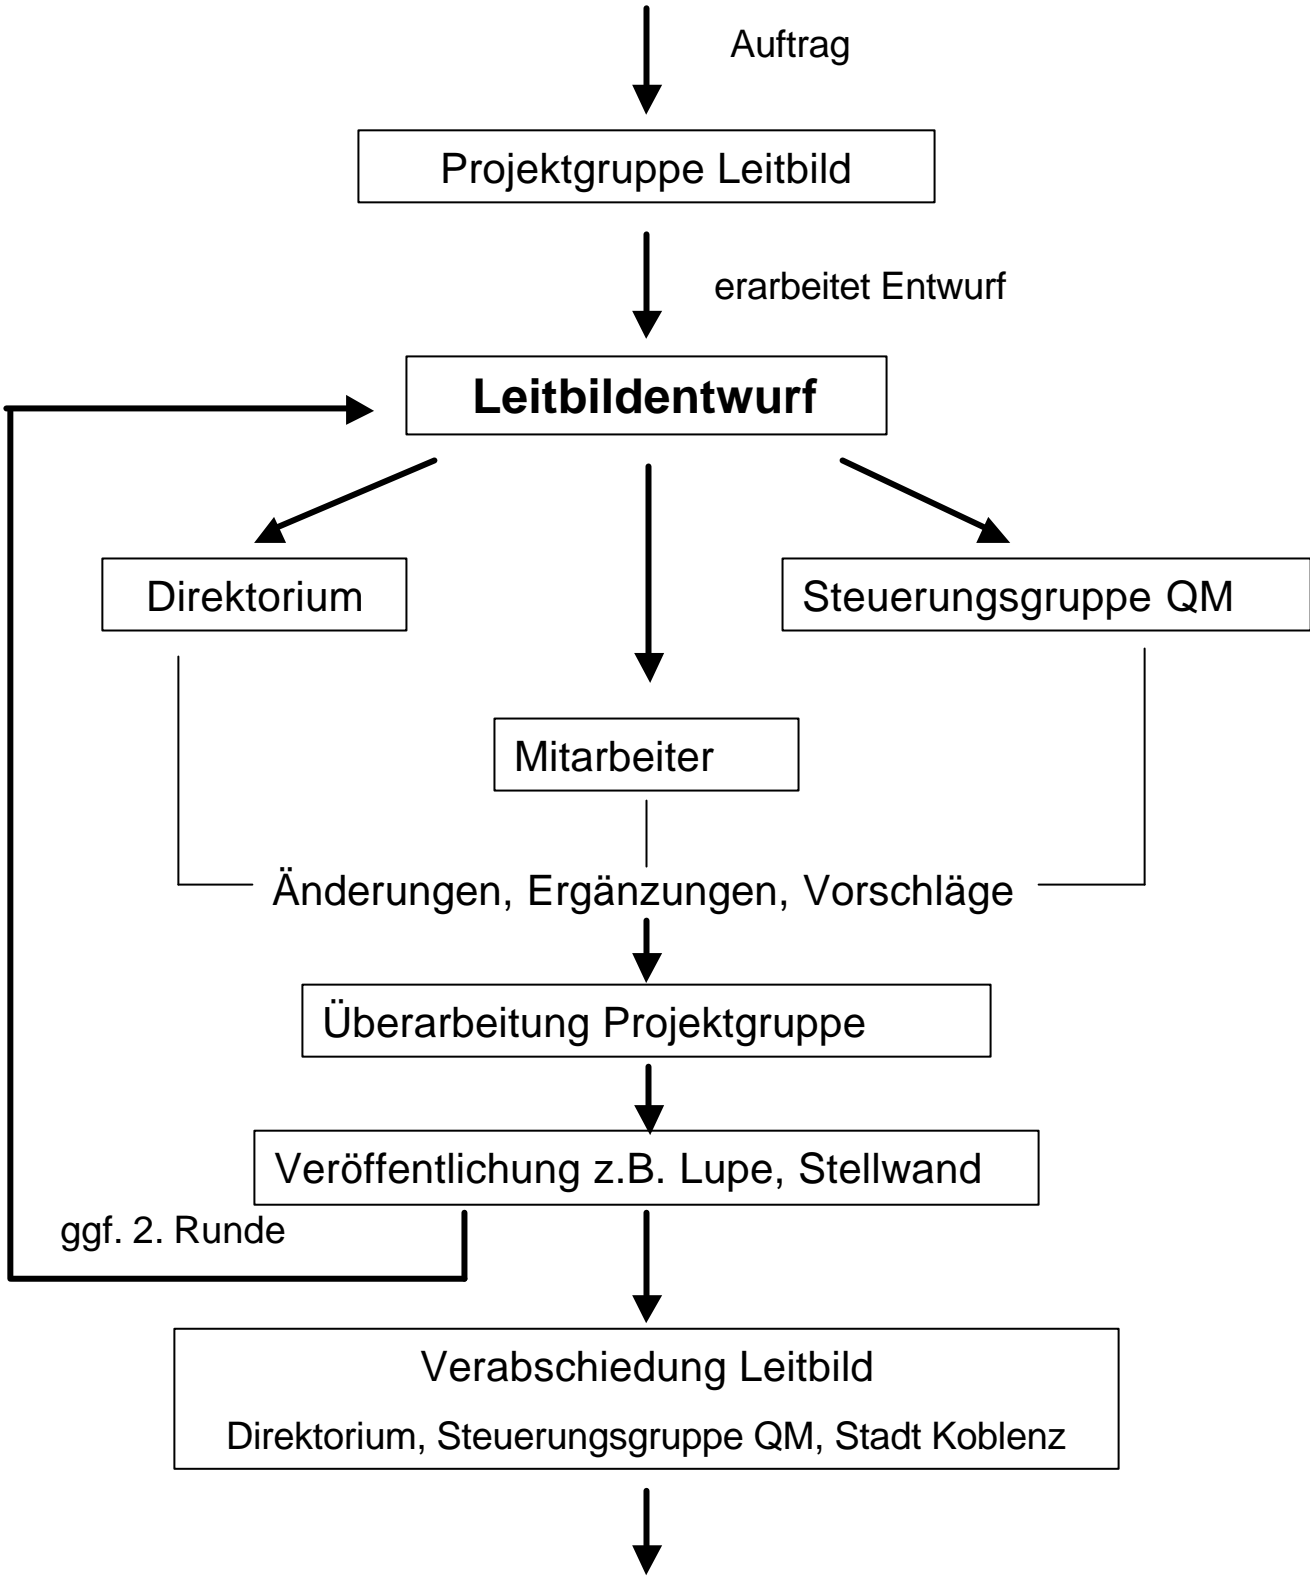 Auftrag
Projektgruppe Leitbild
erarbeitet Entwurf
Leitbildentwurf
Direktorium
Steuerungsgruppe QM
Mitarbeiter
Änderungen, Ergänzungen, Vorschläge
Überarbeitung Projektgruppe
Veröffentlichung z.B. Lupe, Stellwand
ggf. 2. Runde
Verabschiedung Leitbild
Direktorium, Steuerungsgruppe QM, Stadt Koblenz